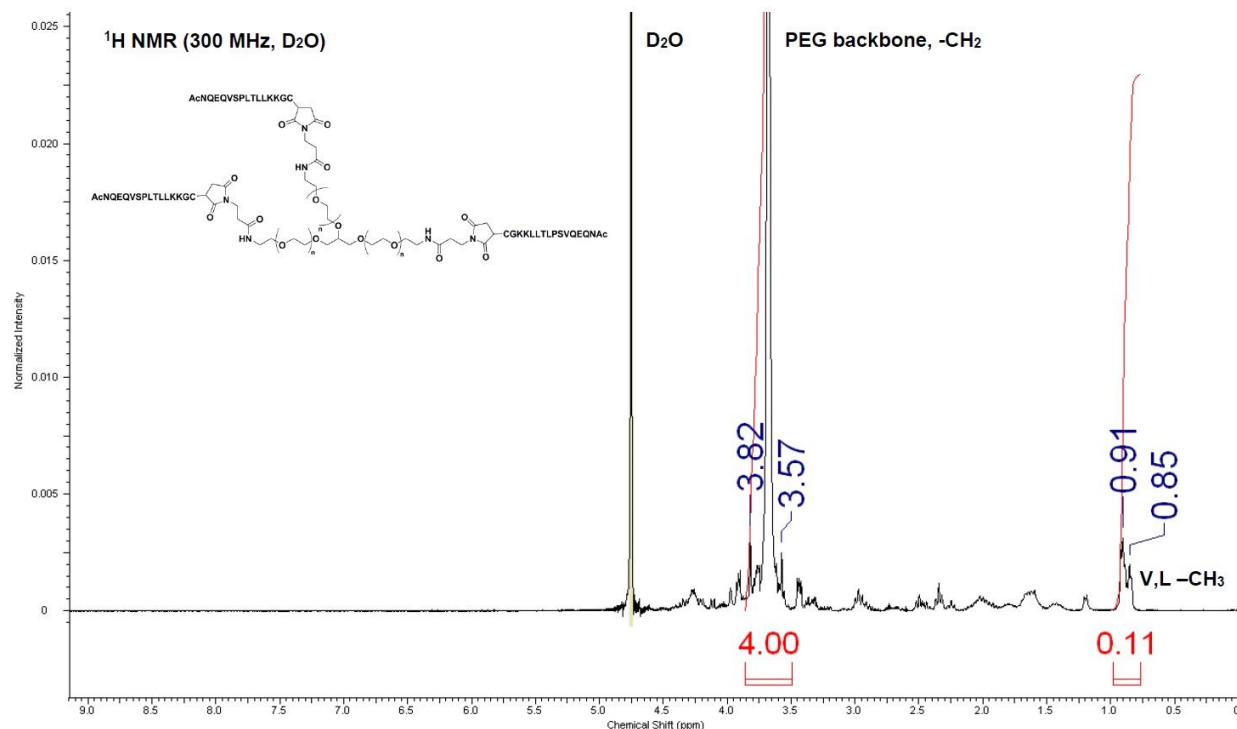 ¹H NMR (300 MHz, D₂O)
D₂O
PEG backbone, -CH₂
AcNQEQVSPLTLLKKGC
O
N
O
O
HN
O
n
O
AcNQEQVSPLTLLKKGC
O
N
O
O
HN
O
n
O
O
O
n
H
N
O
O
N
O
CGKKLLTLPSVQEQNAc
Normalized Intensity
0.025
0.020
0.015
0.010
0.005
0
3.82
3.57
0.91
0.85
V,L –CH₃
4.00
0.11
9.0 8.5 8.0 7.5 7.0 6.5 6.0 5.5 5.0 4.5 4.0 3.5 3.0 2.5 2.0 1.5 1.0 0.5 0
Chemical Shift (ppm)